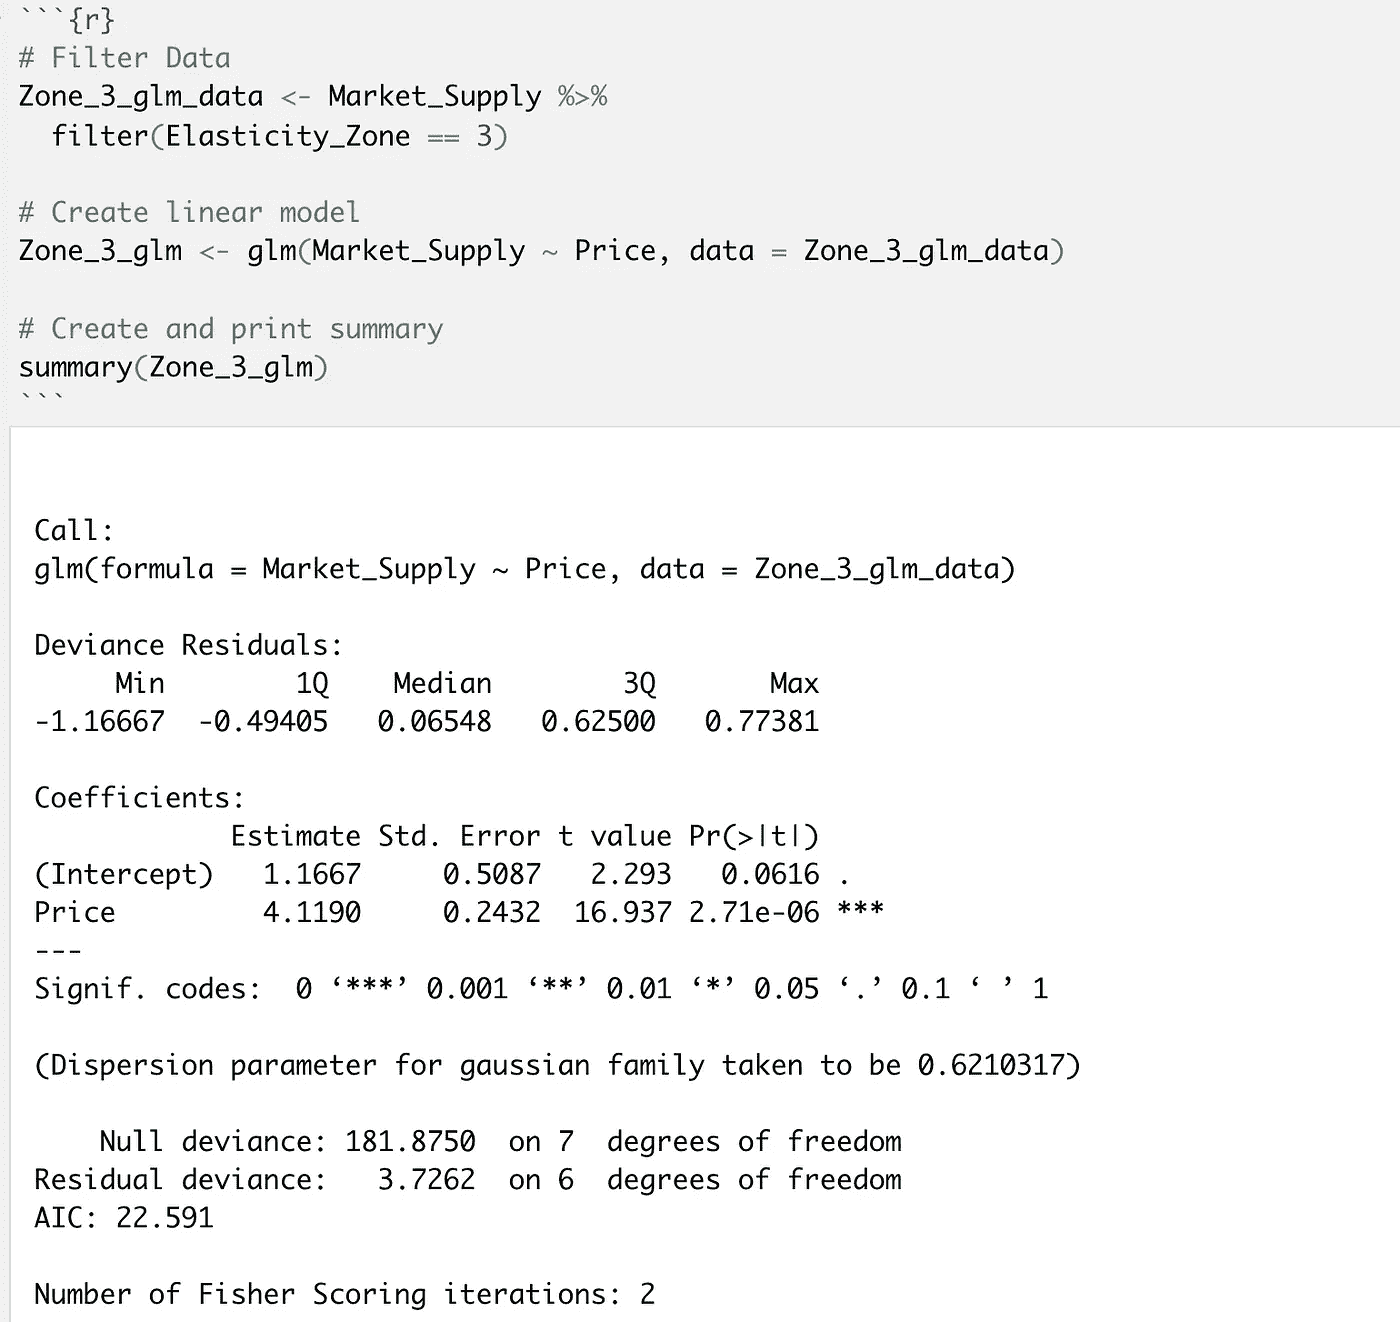 ```{r}
# Filter Data
Zone_3_glm_data <- Market_Supply %>%
  filter(Elasticity_Zone == 3)

# Create linear model
Zone_3_glm <- glm(Market_Supply ~ Price, data = Zone_3_glm_data)

# Create and print summary
summary(Zone_3_glm)
```
Call:
glm(formula = Market_Supply ~ Price, data = Zone_3_glm_data)

Deviance Residuals:
     Min        1Q    Median        3Q       Max
-1.16667  -0.49405   0.06548   0.62500   0.77381

Coefficients:
            Estimate Std. Error t value Pr(>|t|)
(Intercept)   1.1667     0.5087   2.293   0.0616 .
Price         4.1190     0.2432  16.937 2.71e-06 ***
---
Signif. codes:  0 ‘***’ 0.001 ‘**’ 0.01 ‘*’ 0.05 ‘.’ 0.1 ‘ ’ 1

(Dispersion parameter for gaussian family taken to be 0.6210317)

    Null deviance: 181.8750  on 7  degrees of freedom
Residual deviance:   3.7262  on 6  degrees of freedom
AIC: 22.591

Number of Fisher Scoring iterations: 2